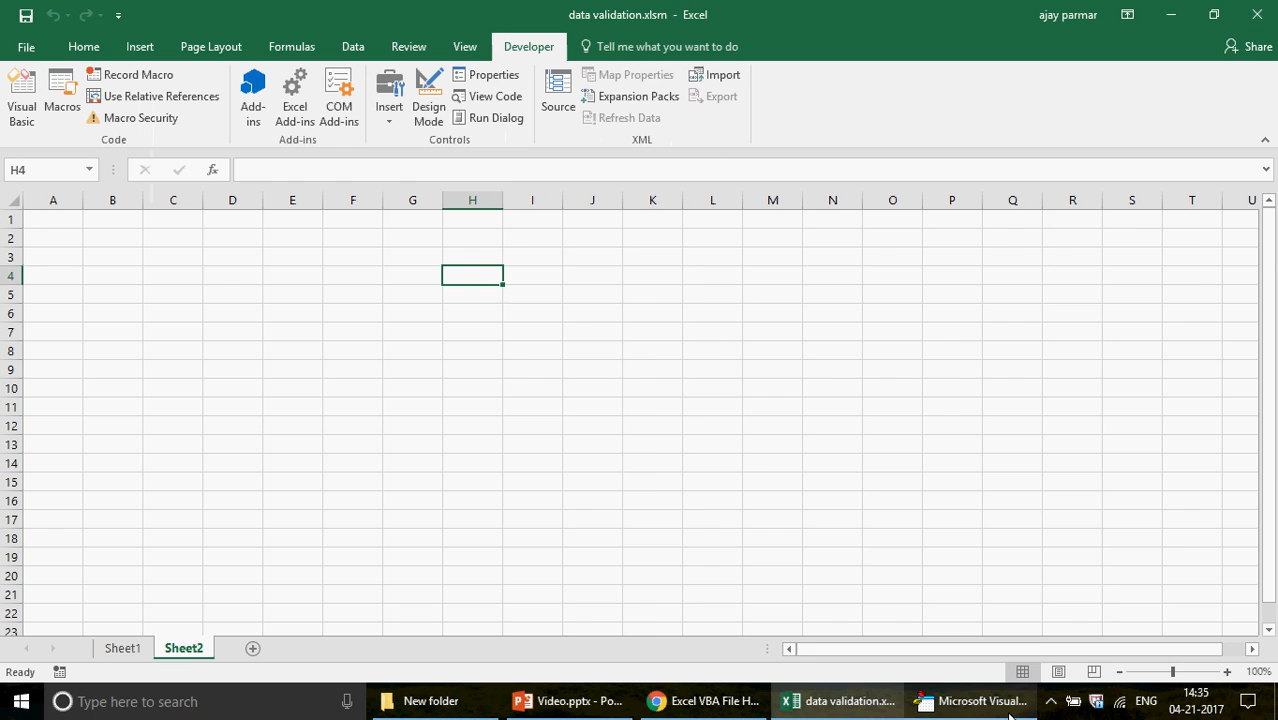 data validation.xlsm - Excel
ajay parmar
File Home Insert Page Layout Formulas Data Review View Developer Tell me what you want to do Share
Visual Basic
Macros
Record Macro
Use Relative References
Macro Security
Code
Add-ins
Excel Add-ins
COM Add-ins
Add-ins
Insert
Design Mode
Properties
View Code
Run Dialog
Controls
Source
Map Properties
Expansion Packs
Refresh Data
Import
Export
XML
H4
fx
A B C D E F G H I J K L M N O P Q R S T U
1
2
3
4
5
6
7
8
9
10
11
12
13
14
15
16
17
18
19
20
21
22
23
Sheet1 Sheet2
Ready 100%
Type here to search New folder Video.pptx - Po... Excel VBA File H... data validation.x... Microsoft Visual... ENG
14:35
04-21-2017